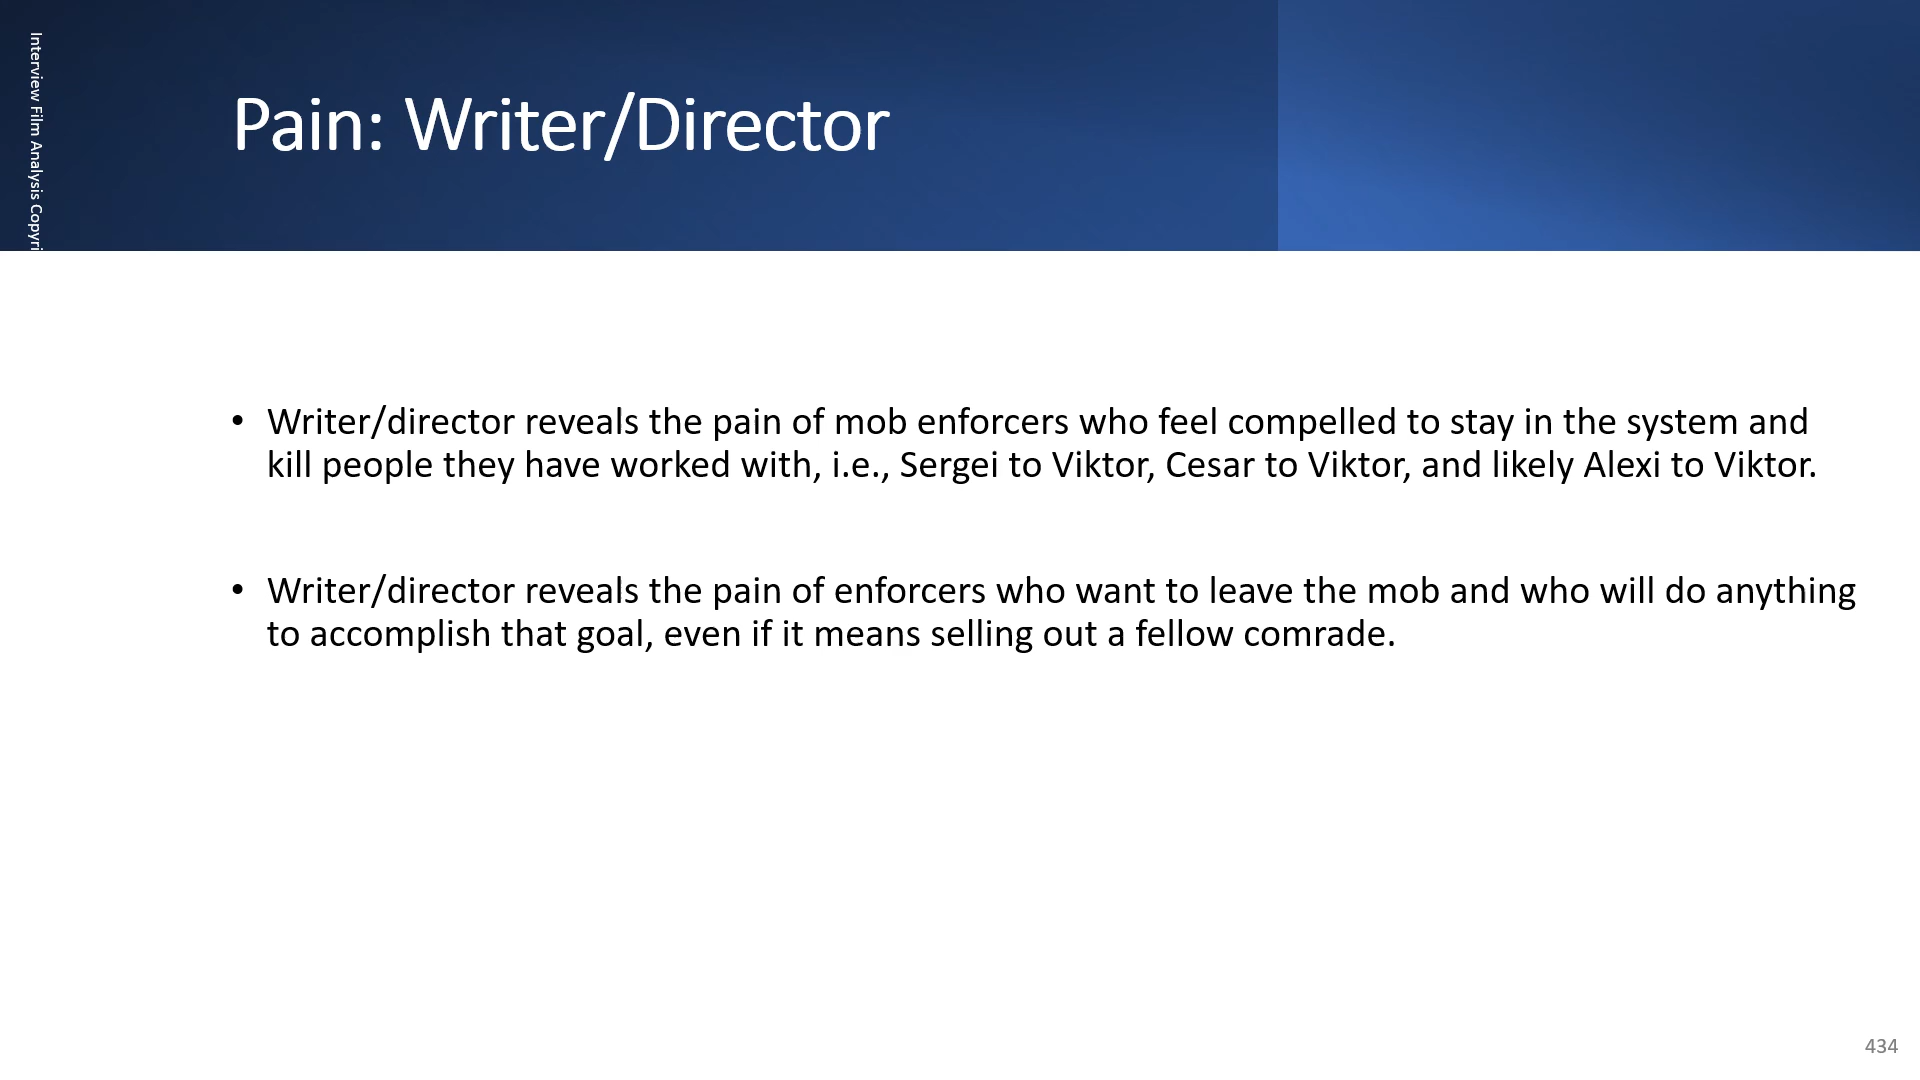 Interview Film Analysis
Pain: Writer/Director
• Writer/director reveals the pain of mob enforcers who feel compelled to stay in the system and
kill people they have worked with, i.e., Sergei to Viktor, Cesar to Viktor, and likely Alexi to Viktor.
• Writer/director reveals the pain of enforcers who want to leave the mob and who will do anything
to accomplish that goal, even if it means selling out a fellow comrade.
434